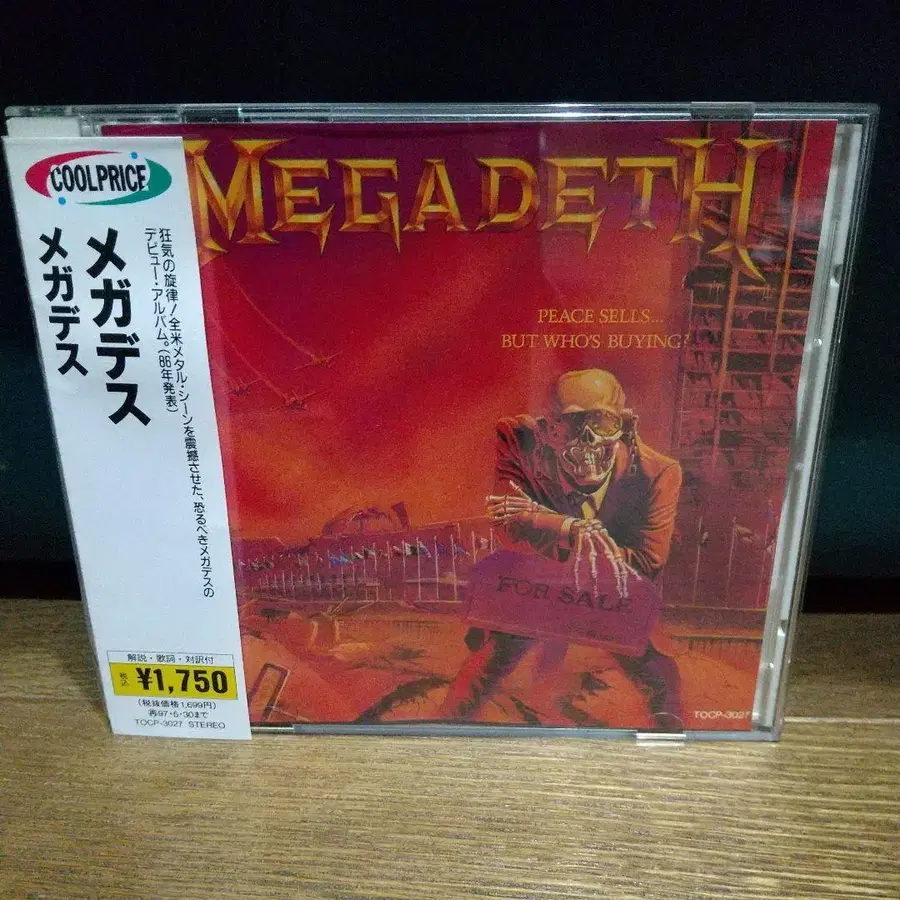 COOLPRICE
メガデス
メガデス
狂気の旋律!全米メタル・シーンを震撼させた、恐るべきメガデスの
デビュー・アルバム。(86年発表)
解説・歌詞・対訳付
税込 ¥1,750
(税抜価格1,699円)
再97・5・30まで
TOCP-3027 STEREO
MEGADETH
PEACE SELLS...
BUT WHO'S BUYING?
FOR SALE
TOCP-3027